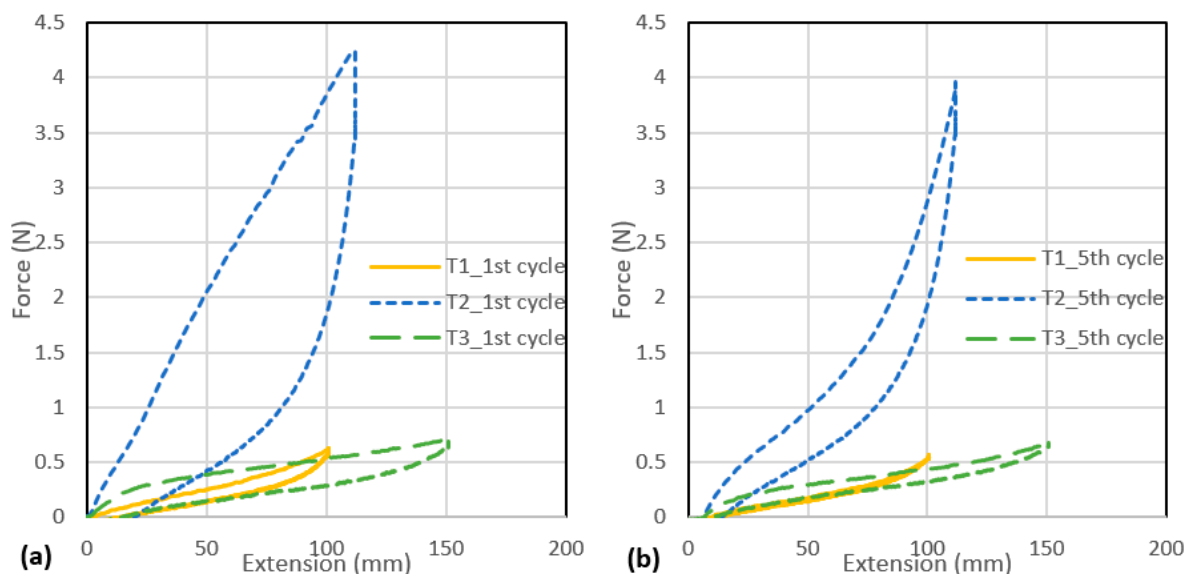 4.5
4
3.5
3
2.5
2
1.5
1
0.5
0
Force (N)
T1_1st cycle
T2_1st cycle
T3_1st cycle
0 50 100 150 200
(a) Extension (mm)
4.5
4
3.5
3
2.5
2
1.5
1
0.5
0
Force (N)
T1_5th cycle
T2_5th cycle
T3_5th cycle
0 50 100 150 200
(b) Extension (mm)